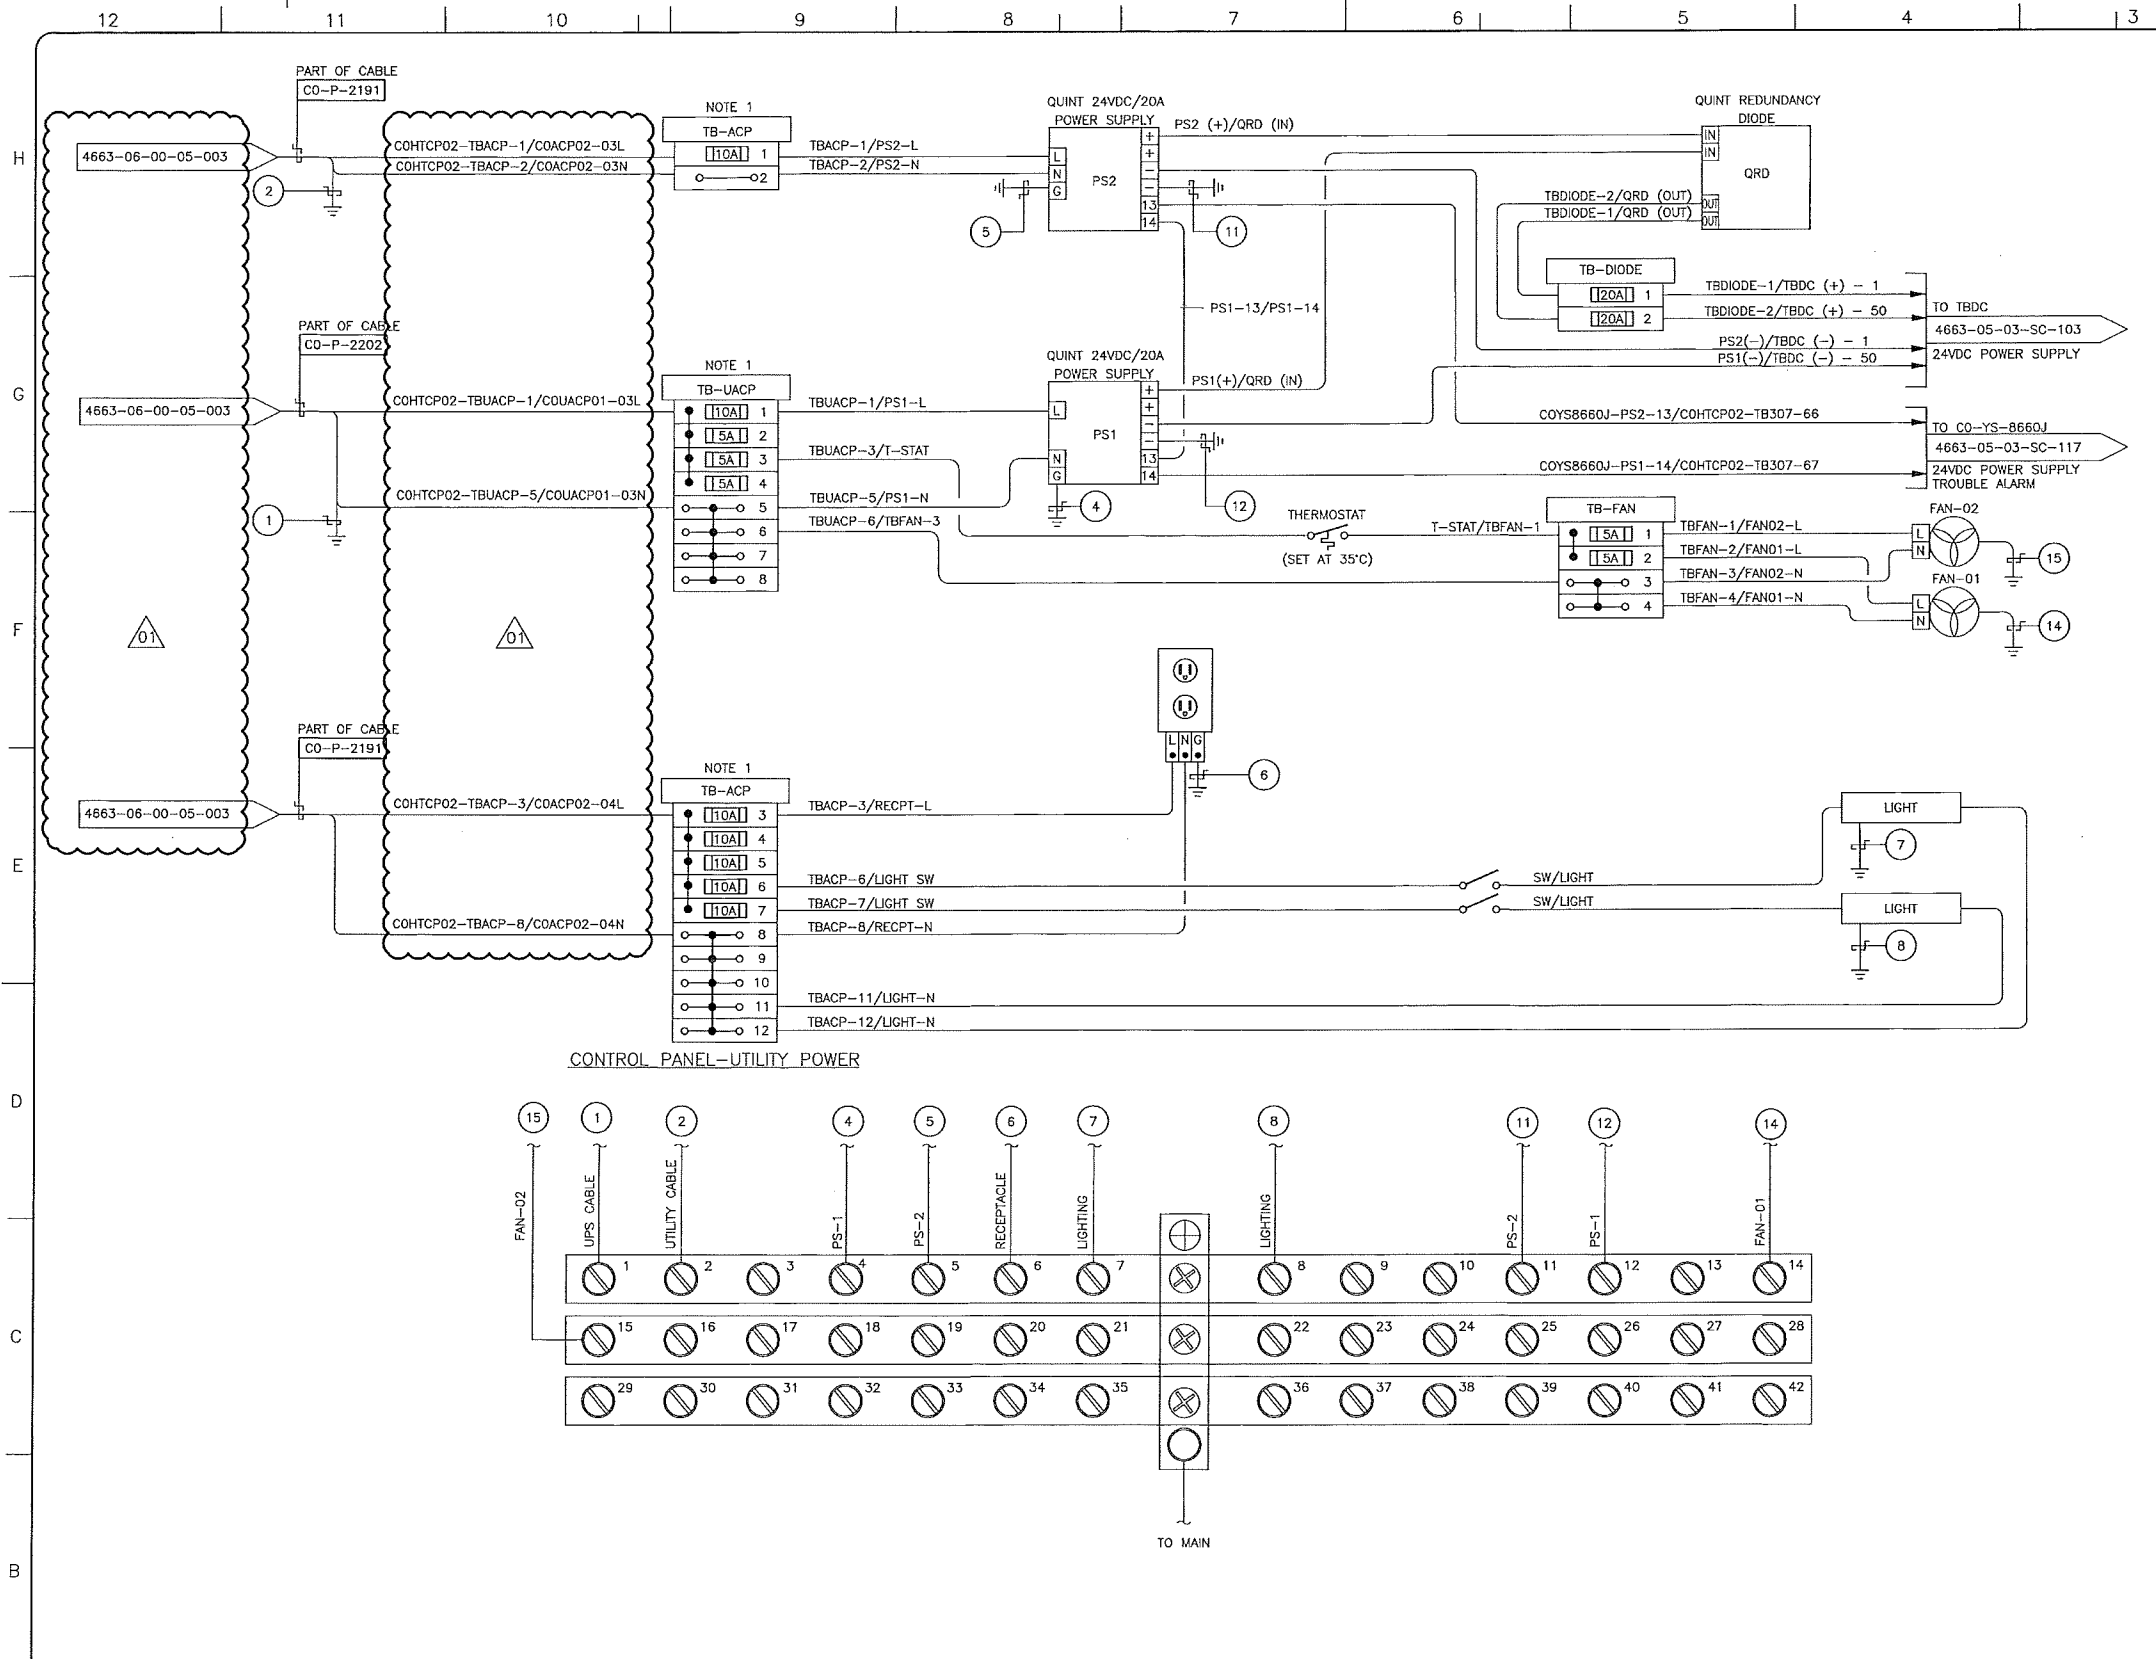 12 11 10 9 8 7 6 5 4 3
H
G
F
E
D
C
B
PART OF CABLE
CO-P-2191
4663-06-00-05-003
2
COHTCP02-TBACP-1/COACP02-03L
COHTCP02-TBACP-2/COACP02-03N
NOTE 1
TB-ACP
10A 1
2
TBACP-1/PS2-L
TBACP-2/PS2-N
QUINT 24VDC/20A
POWER SUPPLY
L
N
G
PS2
+
+
−
−
13
14
5
11
PS2 (+)/QRD (IN)
QUINT REDUNDANCY
DIODE
IN
IN
QRD
OUT
OUT
TBDIODE-2/QRD (OUT)
TBDIODE-1/QRD (OUT)
TB-DIODE
20A 1
20A 2
TBDIODE-1/TBDC (+) - 1
TBDIODE-2/TBDC (+) - 50
PS2(-)/TBDC (-) - 1
PS1(-)/TBDC (-) - 50
TO TBDC
4663-05-03-SC-103
24VDC POWER SUPPLY
PS1-13/PS1-14
PART OF CABLE
CO-P-2202
4663-06-00-05-003
1
COHTCP02-TBUACP-1/COUACP01-03L
COHTCP02-TBUACP-5/COUACP01-03N
NOTE 1
TB-UACP
10A 1
5A 2
5A 3
5A 4
5
6
7
8
TBUACP-1/PS1-L
TBUACP-3/T-STAT
TBUACP-5/PS1-N
TBUACP-6/TBFAN-3
QUINT 24VDC/20A
POWER SUPPLY
L
N
G
PS1
+
+
−
−
13
14
4
12
PS1(+)/QRD (IN)
COYS8660J-PS2-13/COHTCP02-TB307-66
COYS8660J-PS1-14/COHTCP02-TB307-67
TO CO-YS-8660J
4663-05-03-SC-117
24VDC POWER SUPPLY
TROUBLE ALARM
THERMOSTAT
(SET AT 35°C)
T-STAT/TBFAN-1
TB-FAN
5A 1
5A 2
3
4
TBFAN-1/FAN02-L
TBFAN-2/FAN01-L
TBFAN-3/FAN02-N
TBFAN-4/FAN01-N
FAN-02
L
N
15
FAN-01
L
N
14
01
01
PART OF CABLE
CO-P-2191
4663-06-00-05-003
COHTCP02-TBACP-3/COACP02-04L
COHTCP02-TBACP-8/COACP02-04N
NOTE 1
TB-ACP
10A 3
10A 4
10A 5
10A 6
10A 7
8
9
10
11
12
TBACP-3/RECPT-L
TBACP-6/LIGHT SW
TBACP-7/LIGHT SW
TBACP-8/RECPT-N
TBACP-11/LIGHT-N
TBACP-12/LIGHT-N
L N G
6
SW/LIGHT
SW/LIGHT
LIGHT
7
LIGHT
8
CONTROL PANEL-UTILITY POWER
15 1 2 4 5 6 7 8 11 12 14
FAN-02
UPS CABLE
UTILITY CABLE
PS-1
PS-2
RECEPTACLE
LIGHTING
LIGHTING
PS-2
PS-1
FAN-01
1 2 3 4 5 6 7 8 9 10 11 12 13 14
15 16 17 18 19 20 21 22 23 24 25 26 27 28
29 30 31 32 33 34 35 36 37 38 39 40 41 42
TO MAIN